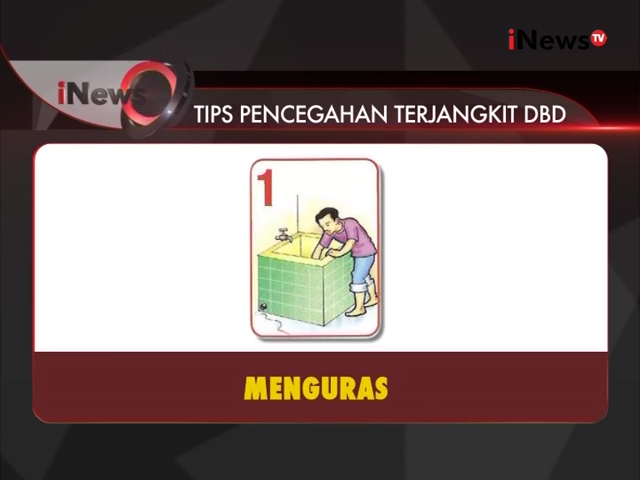 iNews TV
iNews
TIPS PENCEGAHAN TERJANGKIT DBD
1
MENGURAS